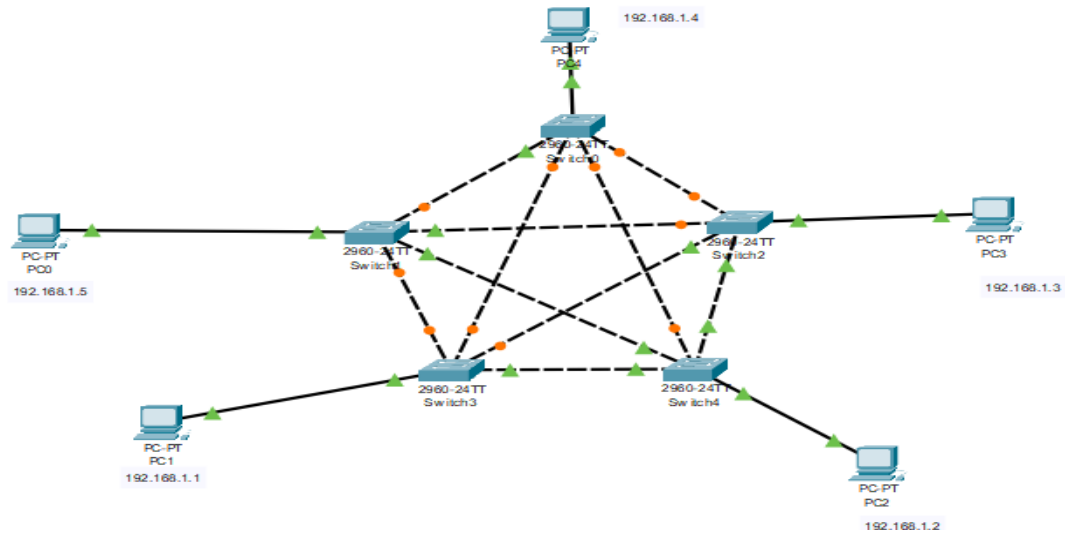 192.168.1.4
PC-PT
PC4
2960-24TT
Switch0
PC-PT
PC0
192.168.1.5
2960-24TT
Switch1
2960-24TT
Switch2
PC-PT
PC3
192.168.1.3
2960-24TT
Switch3
2960-24TT
Switch4
PC-PT
PC1
192.168.1.1
PC-PT
PC2
192.168.1.2